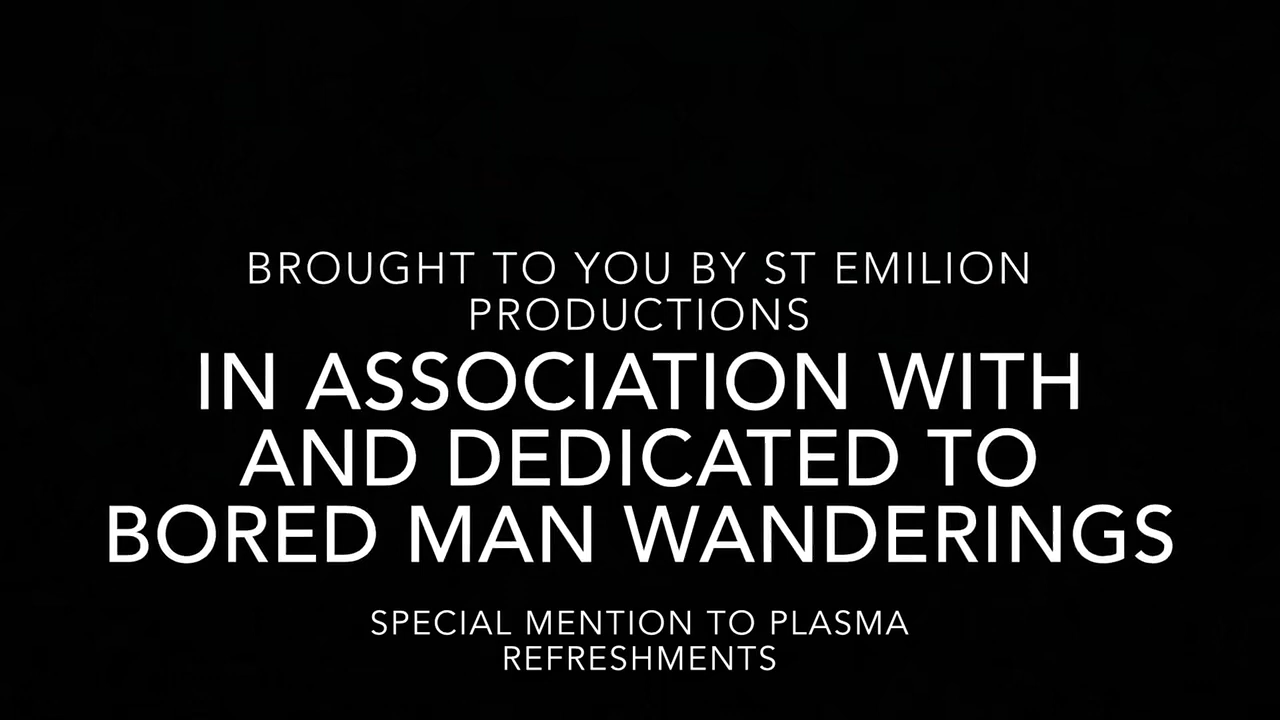 BROUGHT TO YOU BY ST EMILION
PRODUCTIONS
IN ASSOCIATION WITH
AND DEDICATED TO
BORED MAN WANDERINGS
SPECIAL MENTION TO PLASMA
REFRESHMENTS